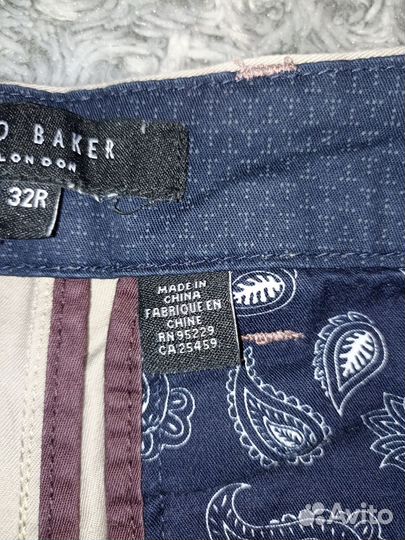 BAKER
LONDON
32R
MADE IN
CHINA
FABRIQUE EN
CHINE
RN 95229
CA 25459
Avito